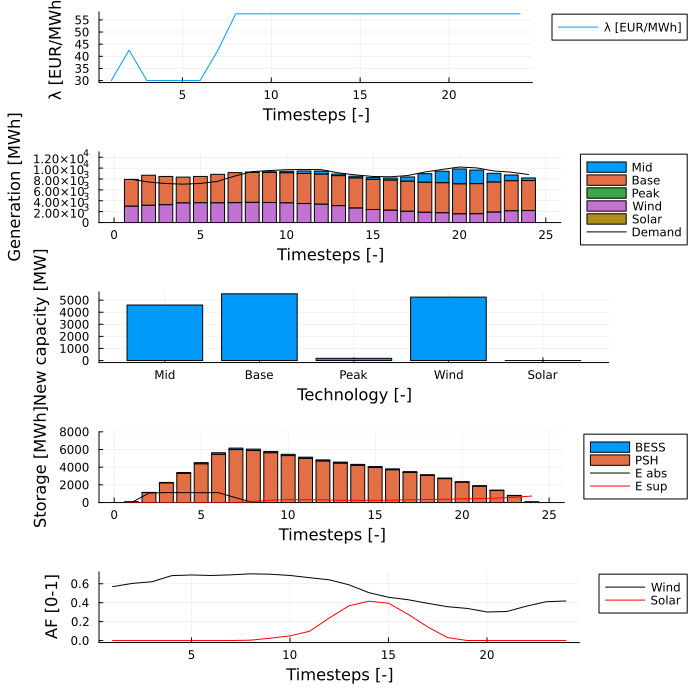 λ [EUR/MWh]
55
50
45
40
35
30
5
10
15
20
Timesteps [-]
λ [EUR/MWh]
Generation [MWh]
1.20×10⁴
1.00×10⁴
8.00×10³
6.00×10³
4.00×10³
2.00×10³
0
0
5
10
15
20
25
Timesteps [-]
Mid
Base
Peak
Wind
Solar
Demand
New capacity [MW]
5000
4000
3000
2000
1000
0
Mid
Base
Peak
Wind
Solar
Technology [-]
Storage [MWh]
8000
6000
4000
2000
0
0
5
10
15
20
25
Timesteps [-]
BESS
PSH
E abs
E sup
AF [0-1]
0.6
0.4
0.2
0.0
5
10
15
20
Timesteps [-]
Wind
Solar